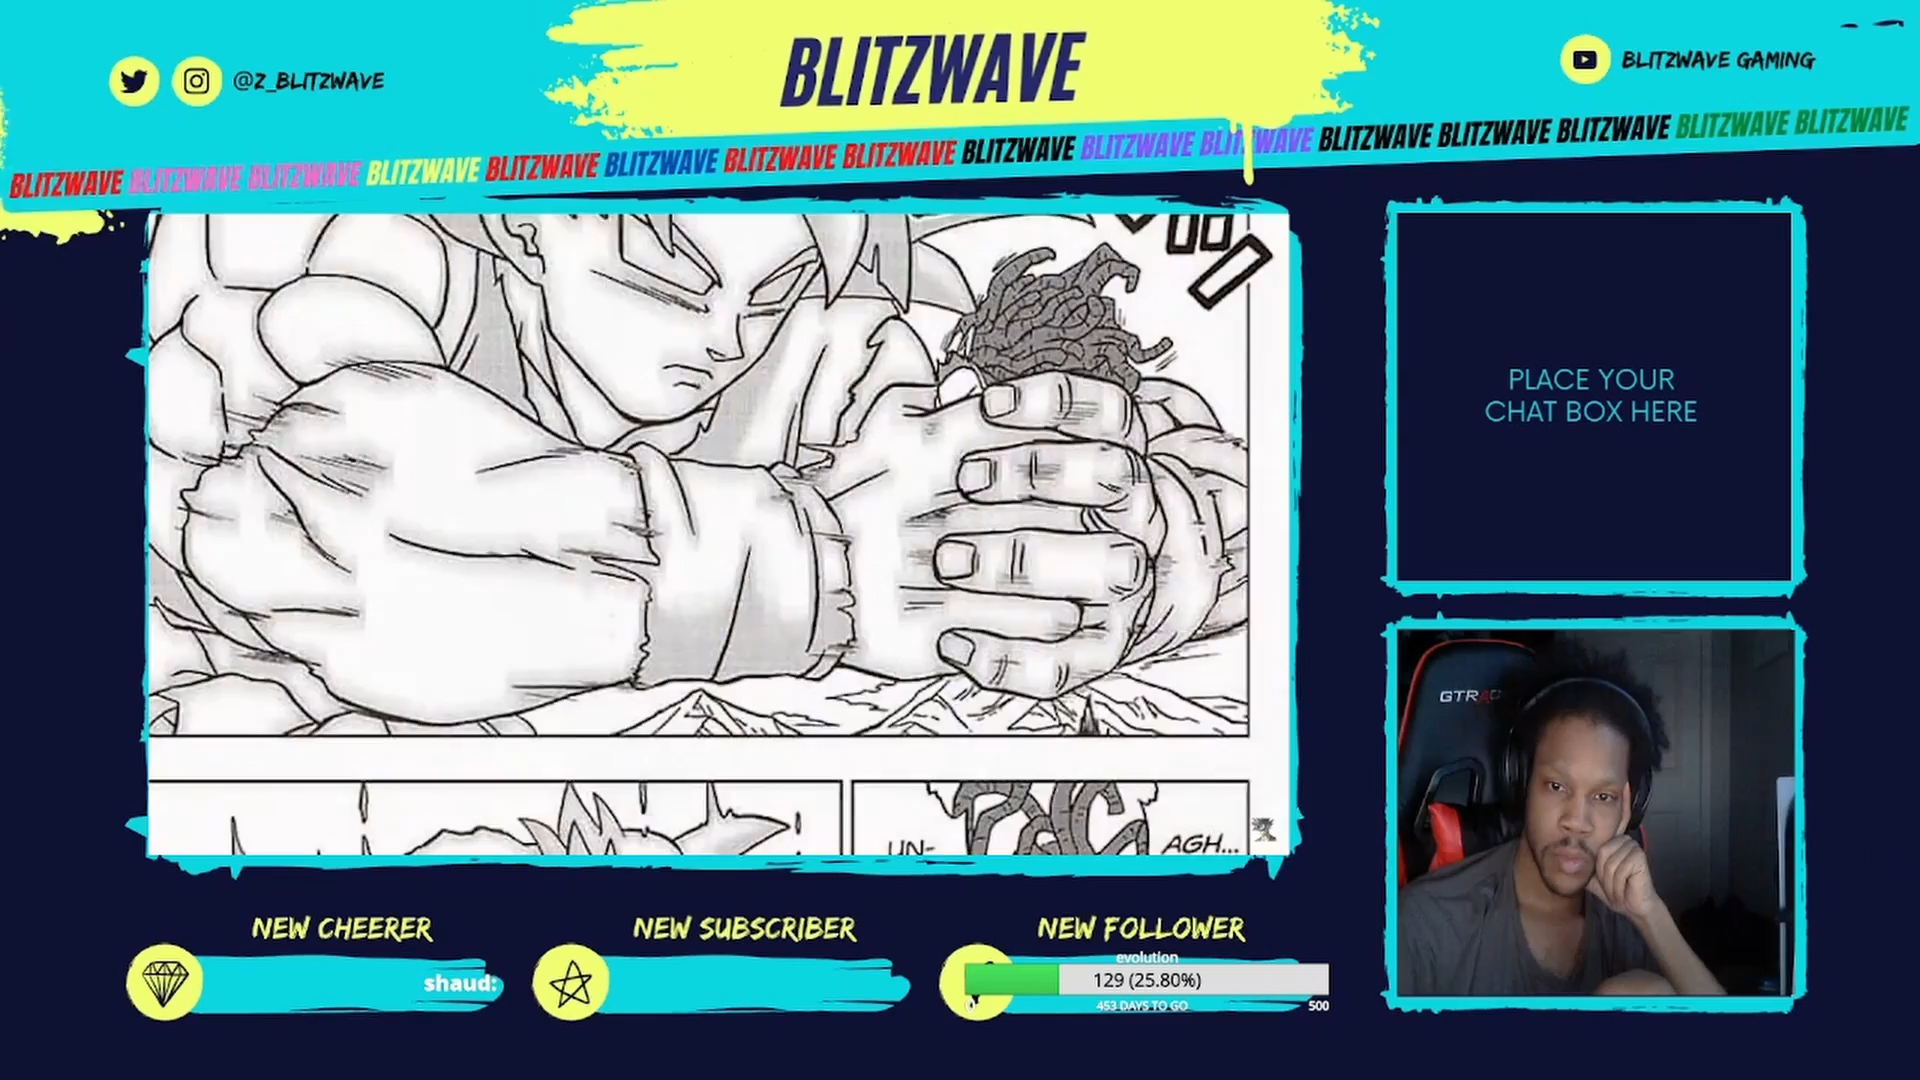 BLITZWAVE
@Z_BLITZWAVE
BLITZWAVE GAMING
BLITZWAVE BLITZWAVE BLITZWAVE BLITZWAVE BLITZWAVE BLITZWAVE BLITZWAVE BLITZWAVE BLITZWAVE BLITZWAVE BLITZWAVE BLITZWAVE BLITZWAVE BLITZWAVE BLITZWAVE BLITZWAVE
PLACE YOUR
CHAT BOX HERE
UN-
AGH...
NEW CHEERER
shaud:
NEW SUBSCRIBER
NEW FOLLOWER
evolution
129 (25.80%)
453 DAYS TO GO
500